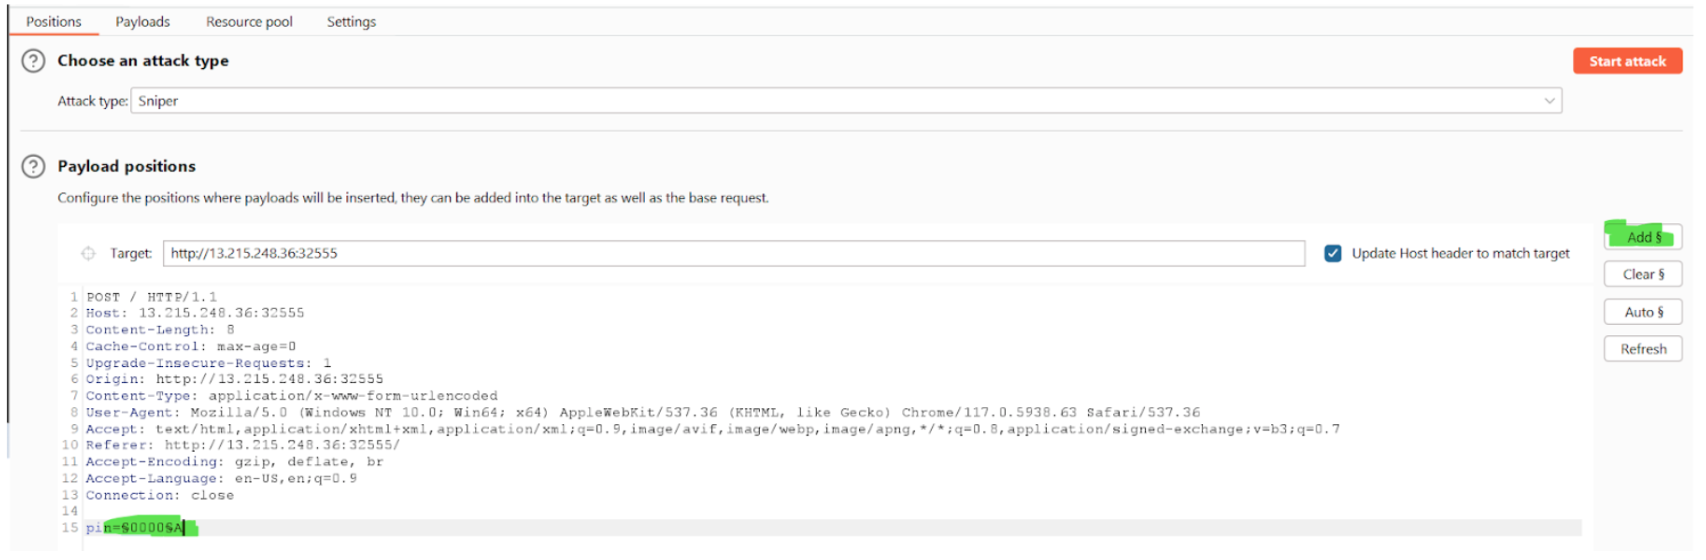 Positions Payloads Resource pool Settings
Choose an attack type
Start attack
Attack type: Sniper
Payload positions
Configure the positions where payloads will be inserted, they can be added into the target as well as the base request.
Add §
Target: http://13.215.248.36:32555
Update Host header to match target
Clear §
Auto §
Refresh
1 POST / HTTP/1.1
2 Host: 13.215.248.36:32555
3 Content-Length: 8
4 Cache-Control: max-age=0
5 Upgrade-Insecure-Requests: 1
6 Origin: http://13.215.248.36:32555
7 Content-Type: application/x-www-form-urlencoded
8 User-Agent: Mozilla/5.0 (Windows NT 10.0; Win64; x64) AppleWebKit/537.36 (KHTML, like Gecko) Chrome/117.0.5938.63 Safari/537.36
9 Accept: text/html,application/xhtml+xml,application/xml;q=0.9,image/avif,image/webp,image/apng,*/*;q=0.8,application/signed-exchange;v=b3;q=0.7
10 Referer: http://13.215.248.36:32555/
11 Accept-Encoding: gzip, deflate, br
12 Accept-Language: en-US,en;q=0.9
13 Connection: close
14
15 pin=§0000§A